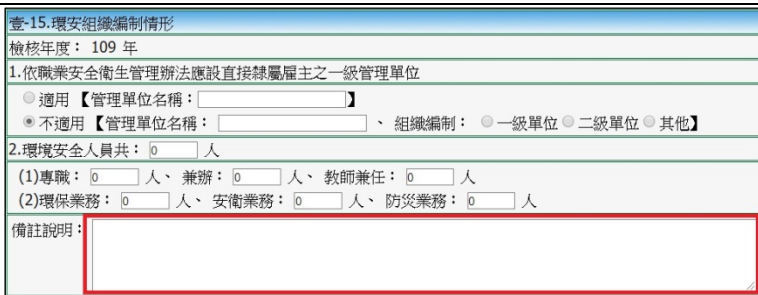 壹-15.環安組織編制情形
檢核年度：109 年
1.依職業安全衛生管理辦法應設直接隸屬雇主之一級管理單位
適用【管理單位名稱：】
不適用【管理單位名稱：、組織編制：一級單位 二級單位 其他】
2.環境安全人員共：0 人
(1)專職：0 人、兼辦：0 人、教師兼任：0 人
(2)環保業務：0 人、安衛業務：0 人、防災業務：0 人
備註說明：